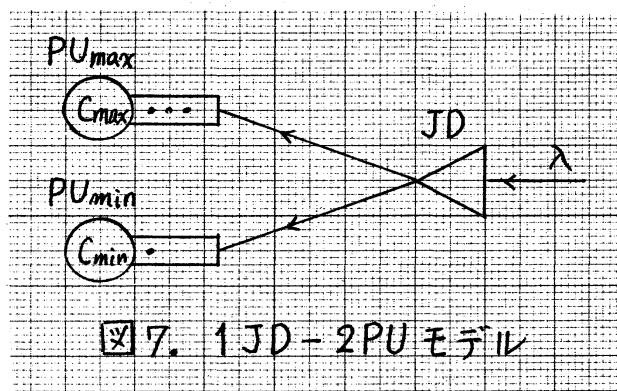 PUmax
Cmax
JD
λ
PUmin
Cmin
図7. 1JD-2PUモデル